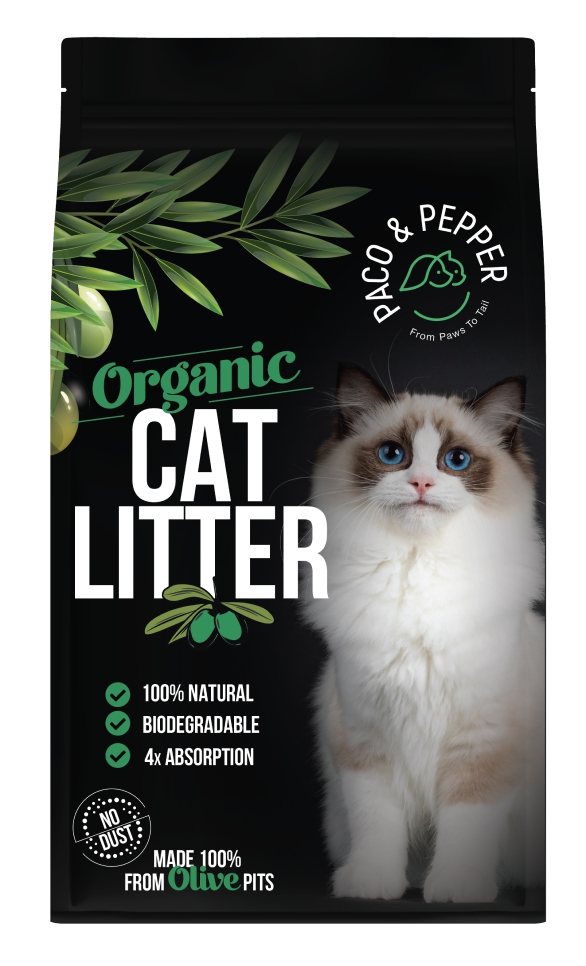 PACO & PEPPER
From Paws To Tail
Organic
CAT
LITTER
100% NATURAL
BIODEGRADABLE
4x ABSORPTION
NO
DUST
MADE 100%
FROM Olive PITS